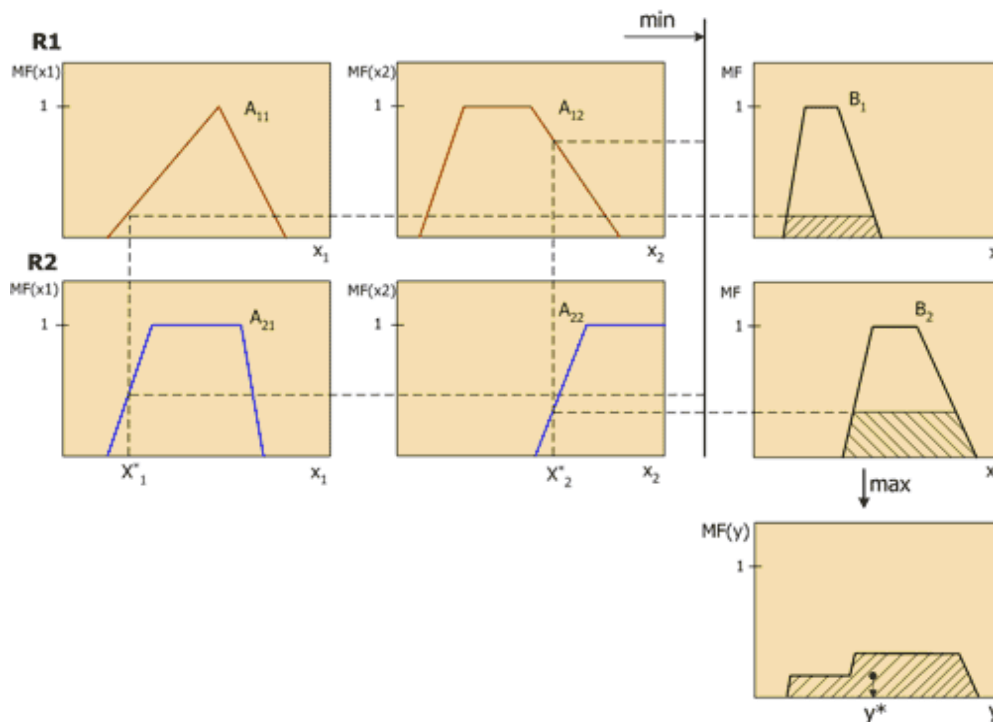 min
R1
MF(x1) MF(x2) MF
1 A₁₁ 1 A₁₂ 1 B₁
x₁ x₂ x
R2
MF(x1) MF(x2) MF
1 A₂₁ 1 A₂₂ 1 B₂
X*₁ x₁ X*₂ x₂ x
max
MF(y)
1
y* y